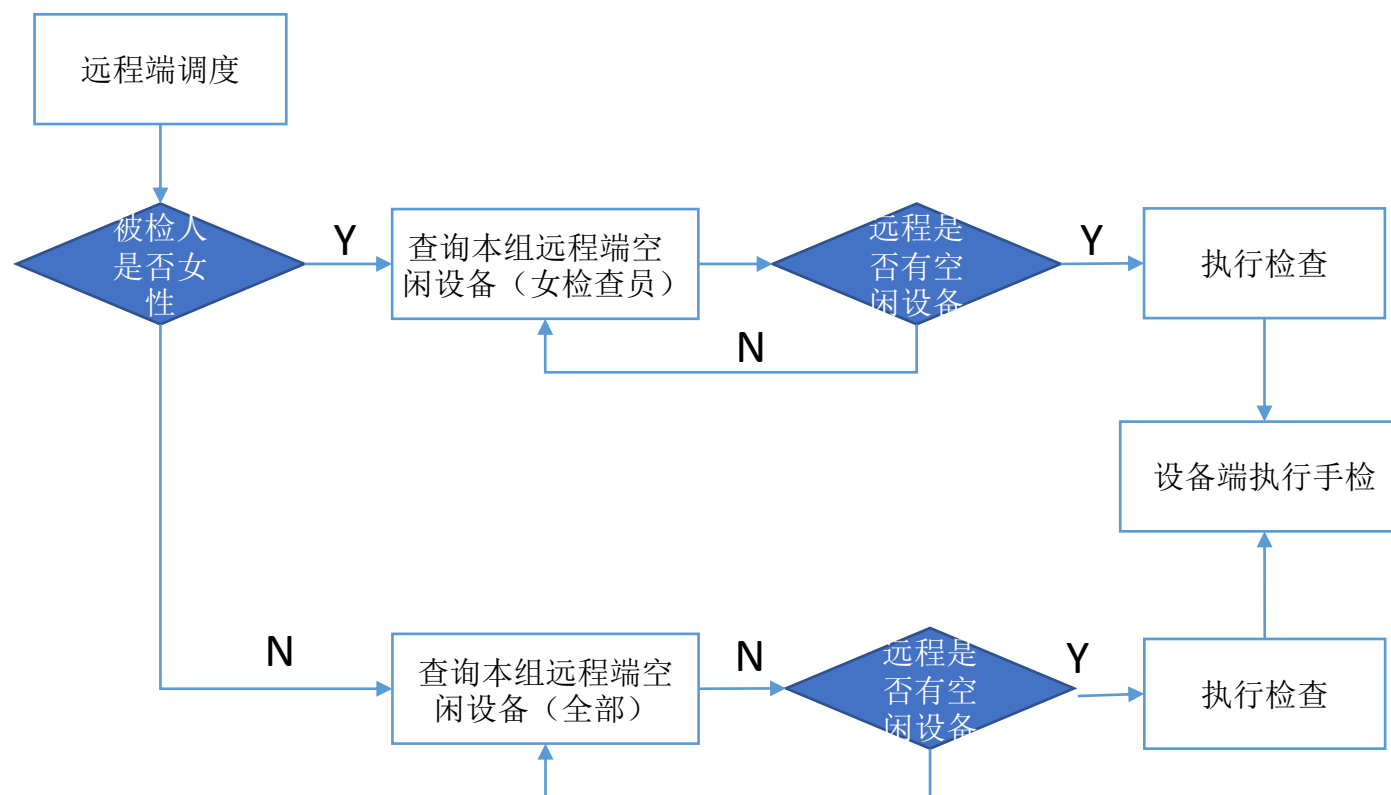 远程端调度
被检人
是否女
性
Y
查询本组远程端空
闲设备（女检查员）
远程是
否有空
闲设备
Y
执行检查
N
设备端执行手检
N
查询本组远程端空
闲设备（全部）
N
远程是
否有空
闲设备
Y
执行检查